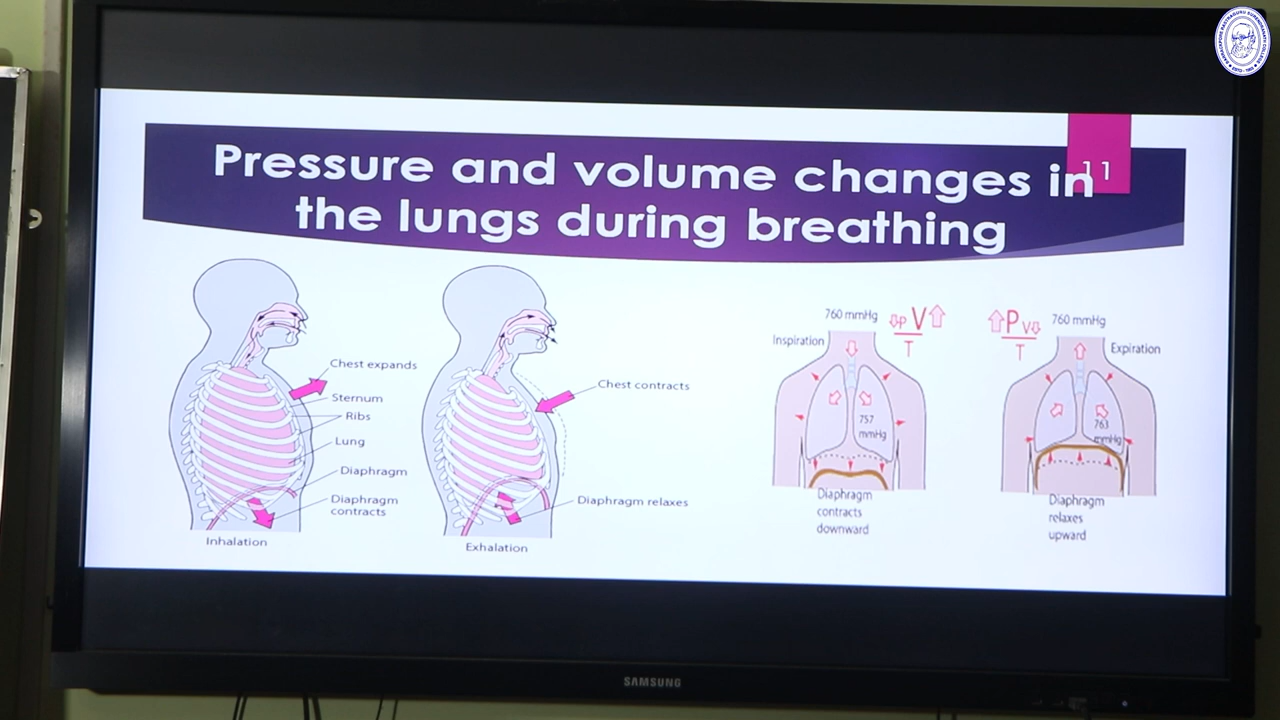 Pressure and volume changes in
the lungs during breathing
11
Chest expands
Sternum
Ribs
Lung
Diaphragm
Diaphragm
contracts
Inhalation
Chest contracts
Diaphragm relaxes
Exhalation
760 mmHg
P V
T
Inspiration
757
mmHg
Diaphragm
contracts
downward
P V
T
760 mmHg
Expiration
763
mmHg
Diaphragm
relaxes
upward
SAMSUNG